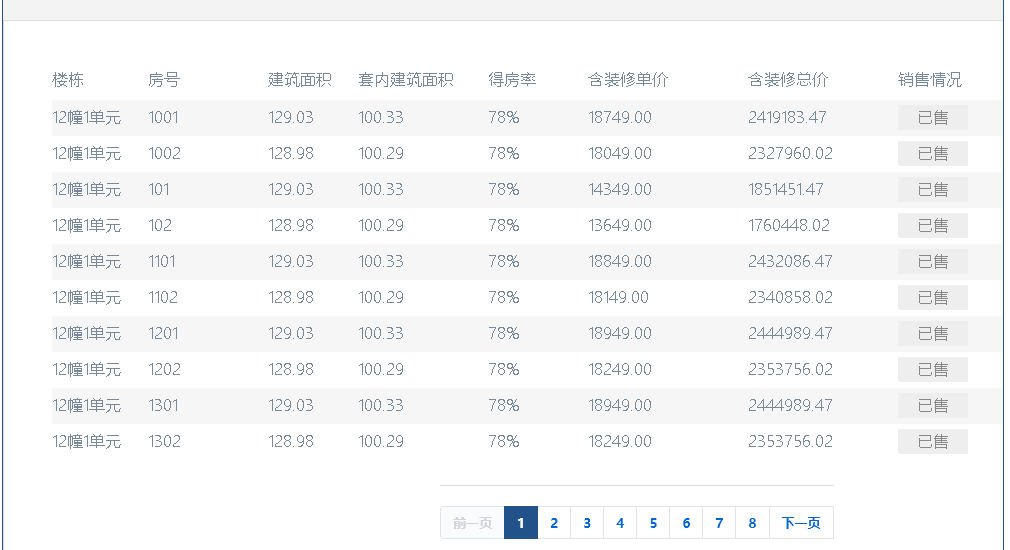 楼栋 房号 建筑面积 套内建筑面积 得房率 含装修单价 含装修总价 销售情况
12幢1单元 1001 129.03 100.33 78% 18749.00 2419183.47 已售
12幢1单元 1002 128.98 100.29 78% 18049.00 2327960.02 已售
12幢1单元 101 129.03 100.33 78% 14349.00 1851451.47 已售
12幢1单元 102 128.98 100.29 78% 13649.00 1760448.02 已售
12幢1单元 1101 129.03 100.33 78% 18849.00 2432086.47 已售
12幢1单元 1102 128.98 100.29 78% 18149.00 2340858.02 已售
12幢1单元 1201 129.03 100.33 78% 18949.00 2444989.47 已售
12幢1单元 1202 128.98 100.29 78% 18249.00 2353756.02 已售
12幢1单元 1301 129.03 100.33 78% 18949.00 2444989.47 已售
12幢1单元 1302 128.98 100.29 78% 18249.00 2353756.02 已售
前一页 1 2 3 4 5 6 7 8 下一页